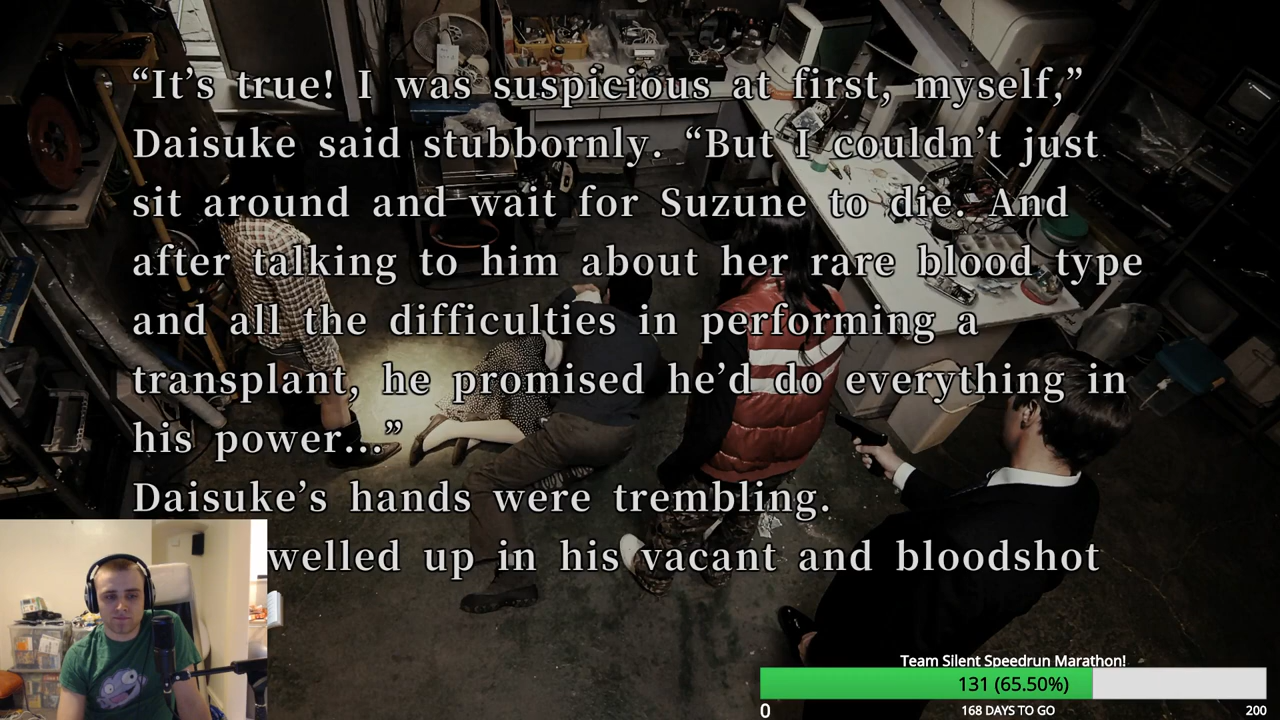 “It’s true! I was suspicious at first, myself,”
Daisuke said stubbornly. “But I couldn’t just
sit around and wait for Suzune to die. And
after talking to him about her rare blood type
and all the difficulties in performing a
transplant, he promised he’d do everything in
his power...”
Daisuke’s hands were trembling.
welled up in his vacant and bloodshot
Team Silent Speedrun Marathon!
131 (65.50%)
0 168 DAYS TO GO 200